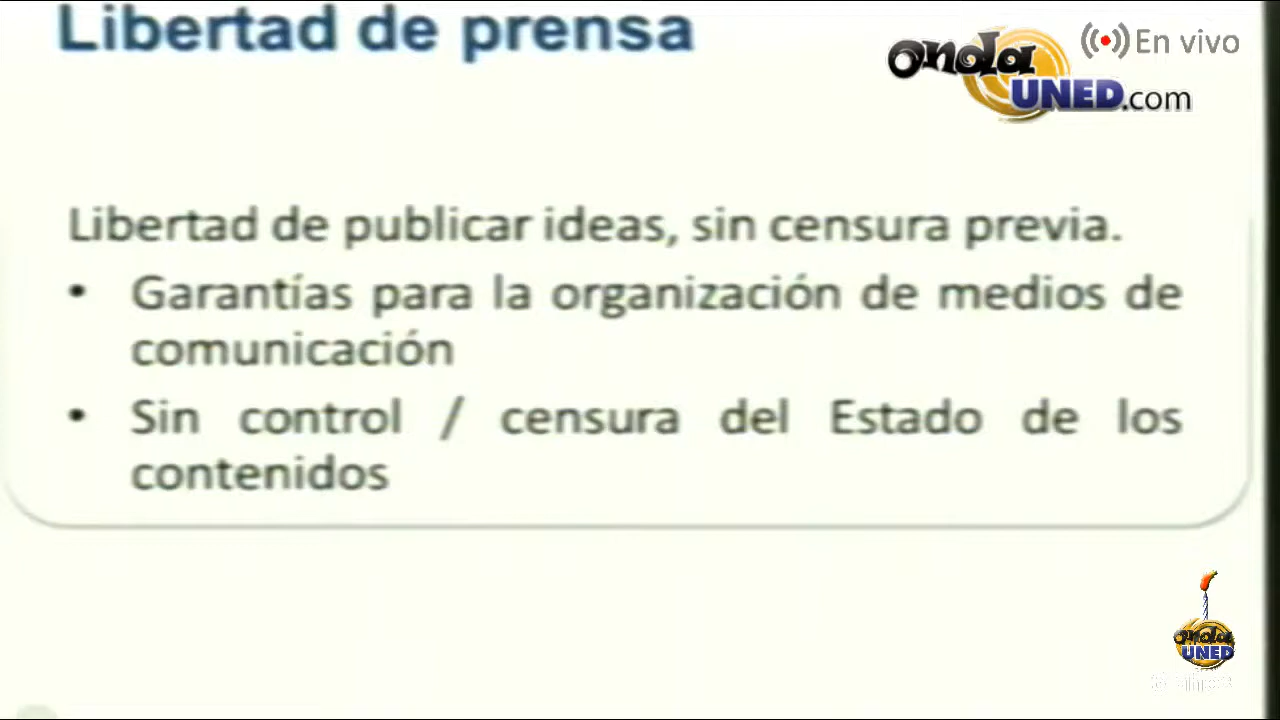 Libertad de prensa
onda
UNED.com
En vivo
Libertad de publicar ideas, sin censura previa.
• Garantías para la organización de medios de
comunicación
• Sin control / censura del Estado de los
contenidos
onda
UNED